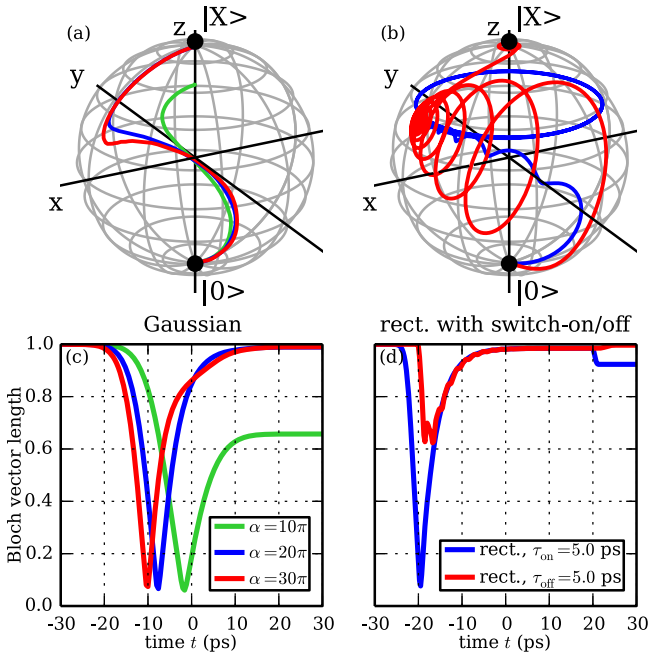 (a)
z
|X>
y
x
|0>
(b)
z
|X>
y
x
|0>
Gaussian
rect. with switch-on/off
(c)
Bloch vector length
1.0
0.8
0.6
0.4
0.2
0.0
α=10π
α=20π
α=30π
-30 -20 -10 0 10 20 30
time t (ps)
(d)
rect., τon=5.0 ps
rect., τoff=5.0 ps
-30 -20 -10 0 10 20 30
time t (ps)